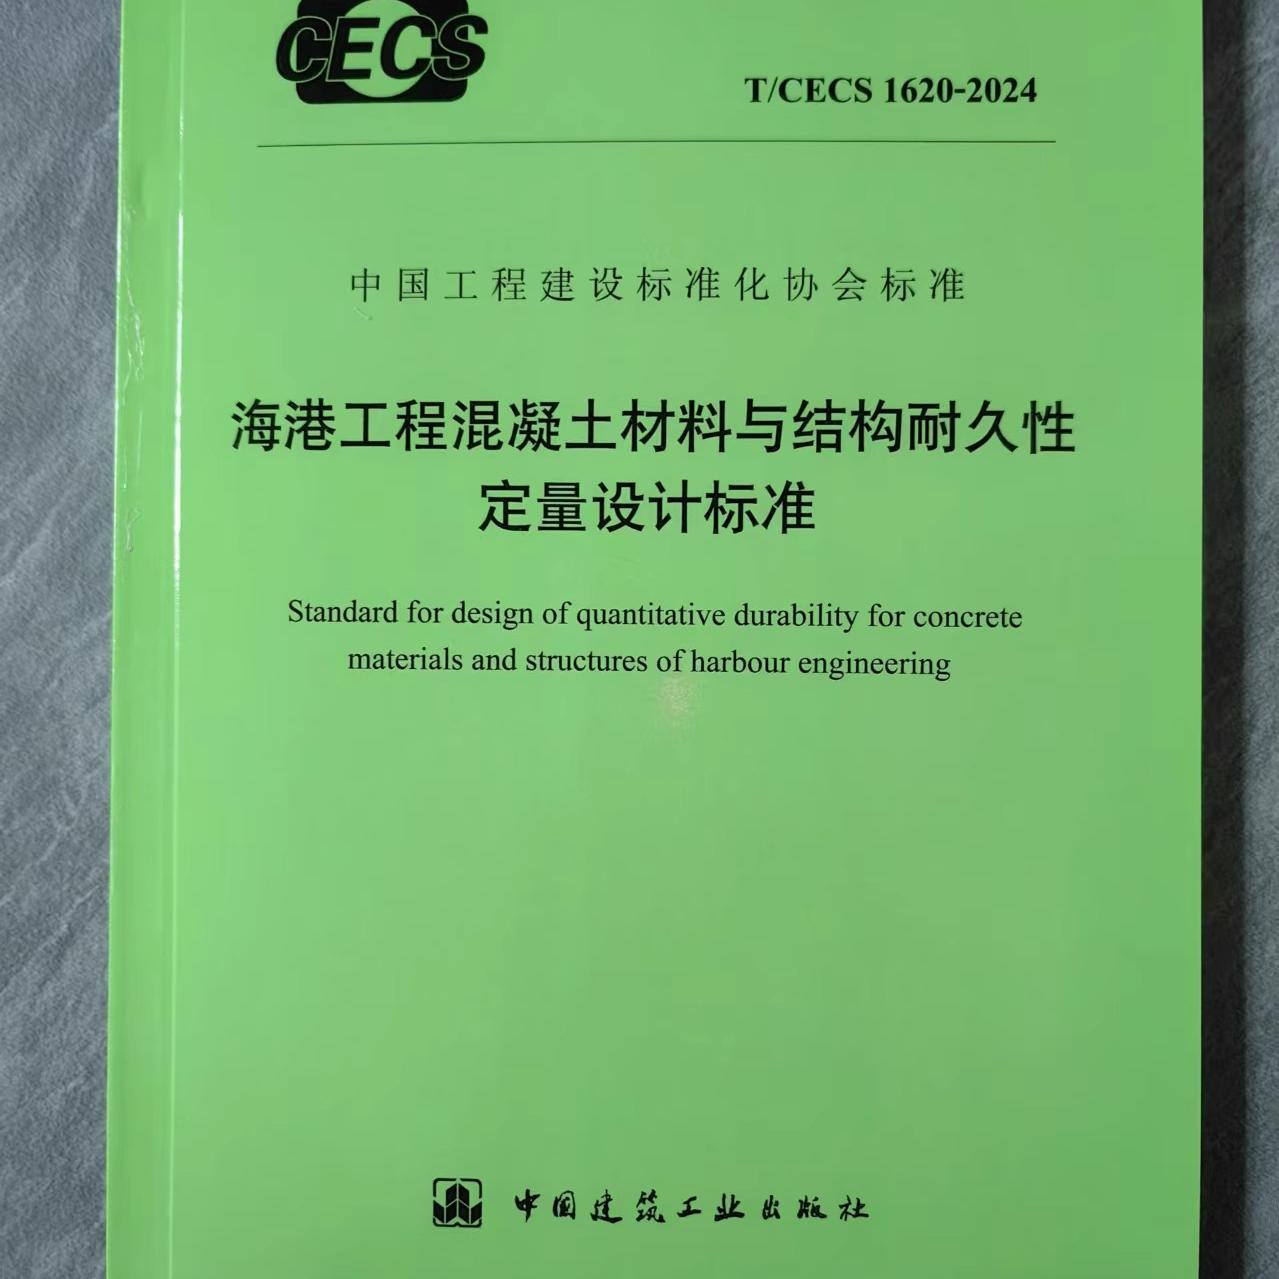 CECS
T/CECS 1620-2024
中国工程建设标准化协会标准
海港工程混凝土材料与结构耐久性
定量设计标准
Standard for design of quantitative durability for concrete
materials and structures of harbour engineering
中国建筑工业出版社